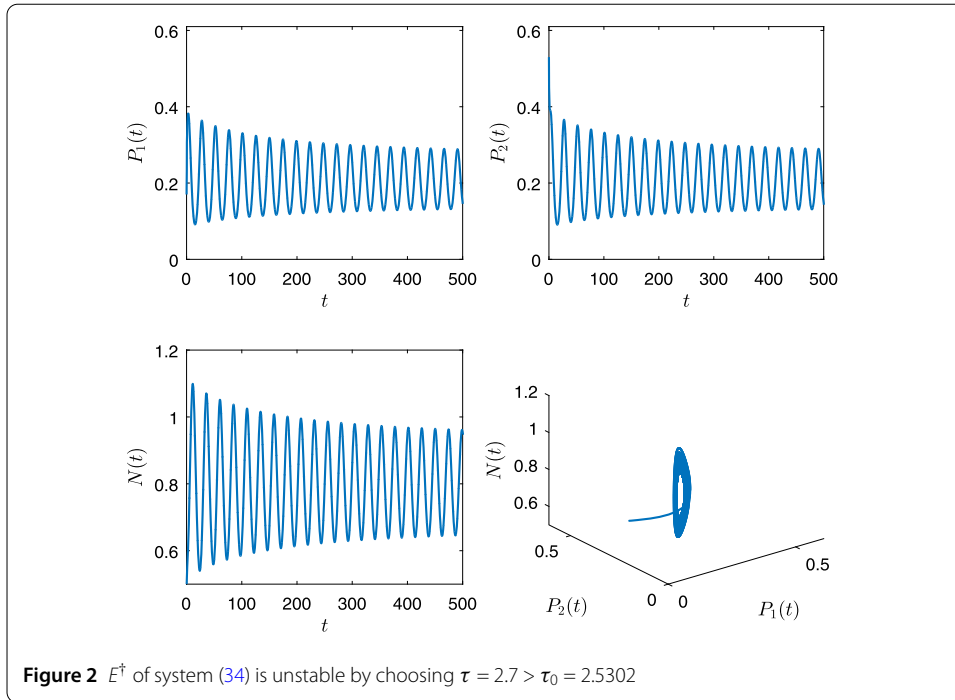 0.6
0.4
0.2
0
P₁(t)
0 100 200 300 400 500
t
0.6
0.4
0.2
0
P₂(t)
0 100 200 300 400 500
t
1.2
1
0.8
0.6
N(t)
0 100 200 300 400 500
t
1.2
1
0.8
0.6
N(t)
0.5
0
P₂(t)
0
0.5
P₁(t)
Figure 2 E† of system (34) is unstable by choosing τ = 2.7 > τ₀ = 2.5302